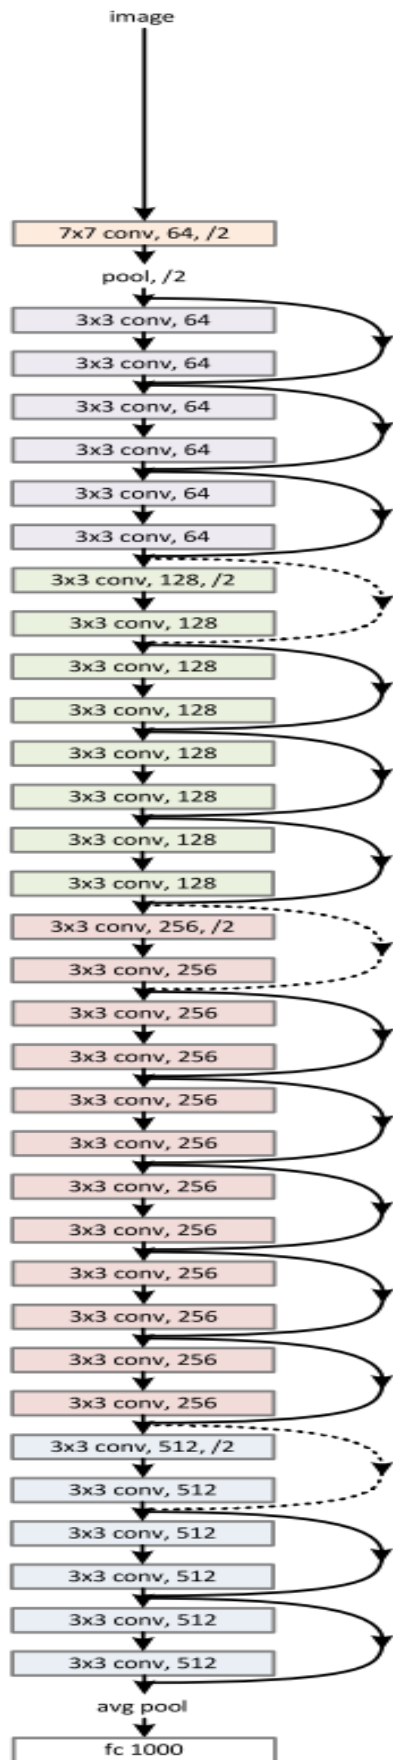 image
7x7 conv, 64, /2
pool, /2
3x3 conv, 64
3x3 conv, 64
3x3 conv, 64
3x3 conv, 64
3x3 conv, 64
3x3 conv, 64
3x3 conv, 128, /2
3x3 conv, 128
3x3 conv, 128
3x3 conv, 128
3x3 conv, 128
3x3 conv, 128
3x3 conv, 128
3x3 conv, 128
3x3 conv, 256, /2
3x3 conv, 256
3x3 conv, 256
3x3 conv, 256
3x3 conv, 256
3x3 conv, 256
3x3 conv, 256
3x3 conv, 256
3x3 conv, 256
3x3 conv, 256
3x3 conv, 256
3x3 conv, 256
3x3 conv, 512, /2
3x3 conv, 512
3x3 conv, 512
3x3 conv, 512
3x3 conv, 512
3x3 conv, 512
avg pool
fc 1000